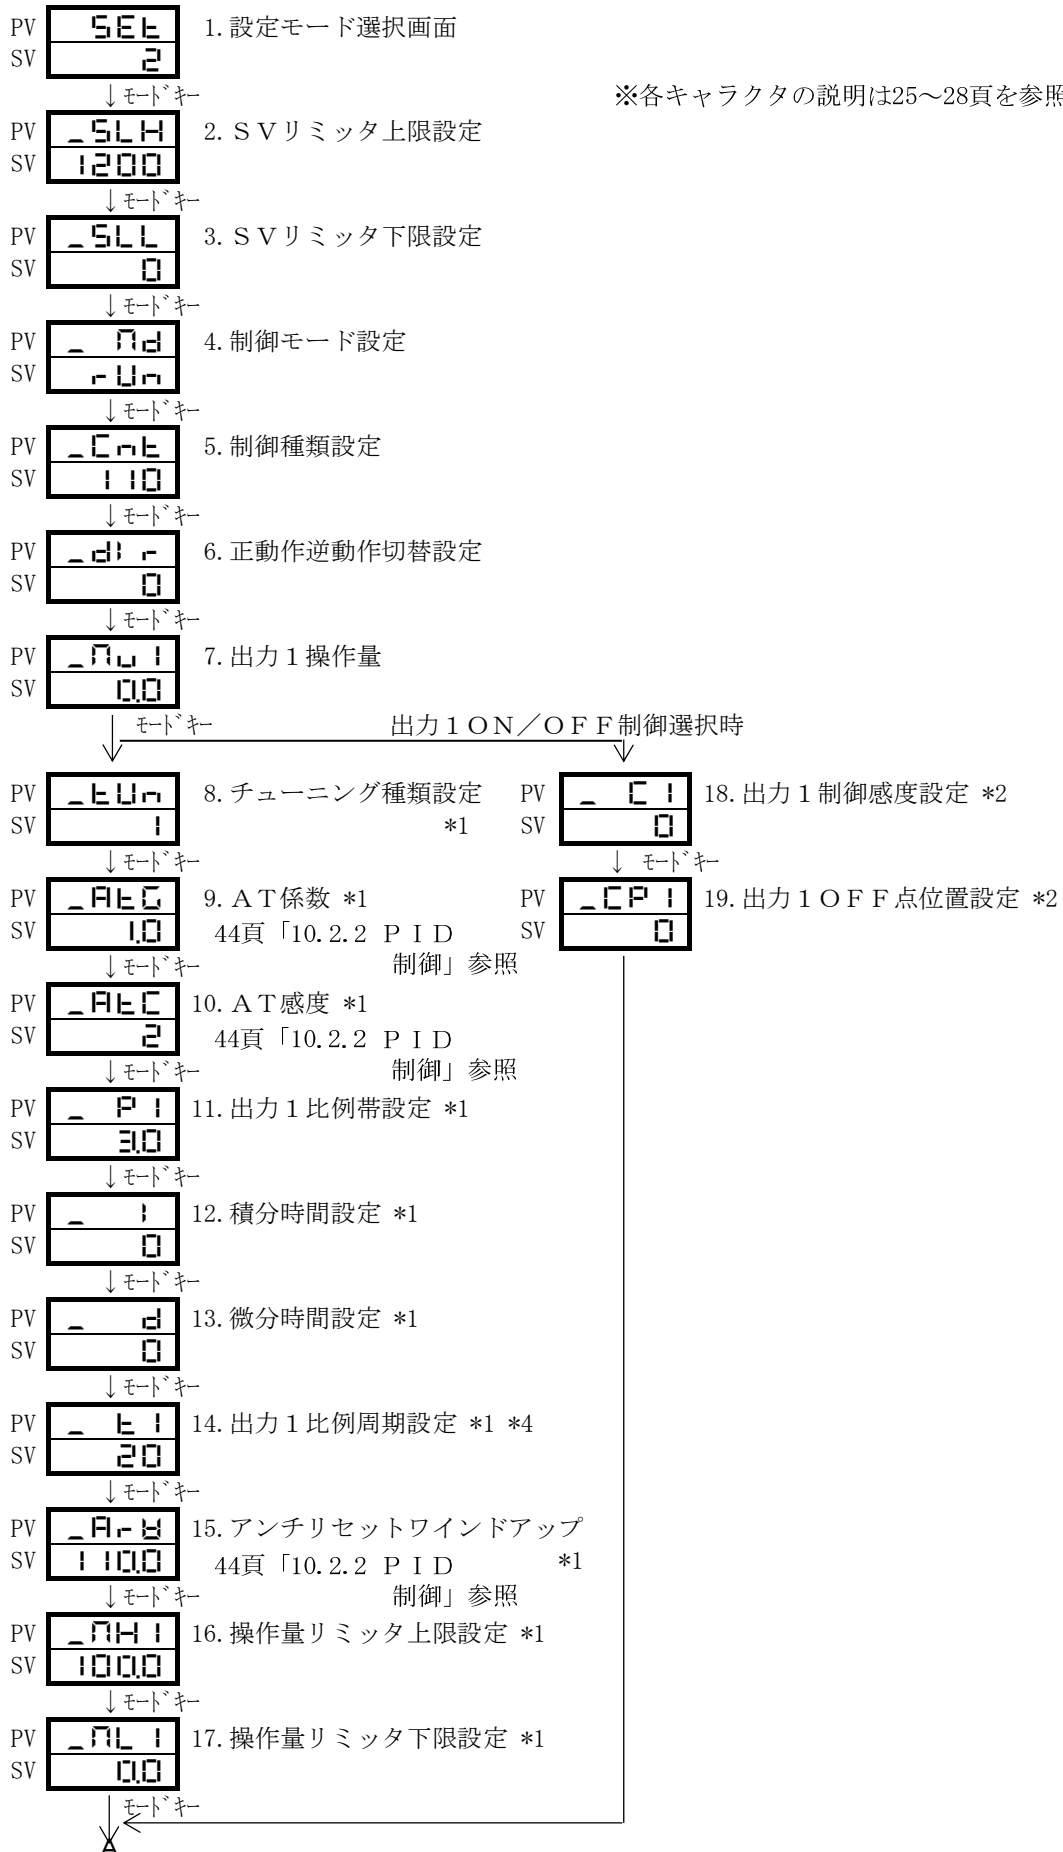 PV SEt 1.設定モード選択画面
SV 2
↓モードキー
※各キャラクタの説明は25～28頁を参照
PV _SLH 2.ＳＶリミッタ上限設定
SV 1200
↓モードキー
PV _SLL 3.ＳＶリミッタ下限設定
SV 0
↓モードキー
PV _ Md 4.制御モード設定
SV rUn
↓モードキー
PV _Cnt 5.制御種類設定
SV 110
↓モードキー
PV _dir 6.正動作逆動作切替設定
SV 0
↓モードキー
PV _Mv1 7.出力１操作量
SV 0.0
モードキー 出力１ＯＮ／ＯＦＦ制御選択時
PV _tUn 8.チューニング種類設定
SV 1 *1
↓モードキー
PV _AtG 9.ＡＴ係数 *1
SV 1.0 44頁「10.2.2 ＰＩＤ
制御」参照
↓モードキー
PV _AtC 10.ＡＴ感度 *1
SV 2 44頁「10.2.2 ＰＩＤ
制御」参照
↓モードキー
PV _ P1 11.出力１比例帯設定 *1
SV 3.0
↓モードキー
PV _ i 12.積分時間設定 *1
SV 0
↓モードキー
PV _ d 13.微分時間設定 *1
SV 0
↓モードキー
PV _ t1 14.出力１比例周期設定 *1 *4
SV 20
↓モードキー
PV _ArW 15.アンチリセットワインドアップ
SV 110.0 44頁「10.2.2 ＰＩＤ *1
制御」参照
↓モードキー
PV _MH1 16.操作量リミッタ上限設定 *1
SV 100.0
↓モードキー
PV _ML1 17.操作量リミッタ下限設定 *1
SV 0.0
モードキー
A
PV _ C1 18.出力１制御感度設定 *2
SV 0
↓ モードキー
PV _CP1 19.出力１ＯＦＦ点位置設定 *2
SV 0